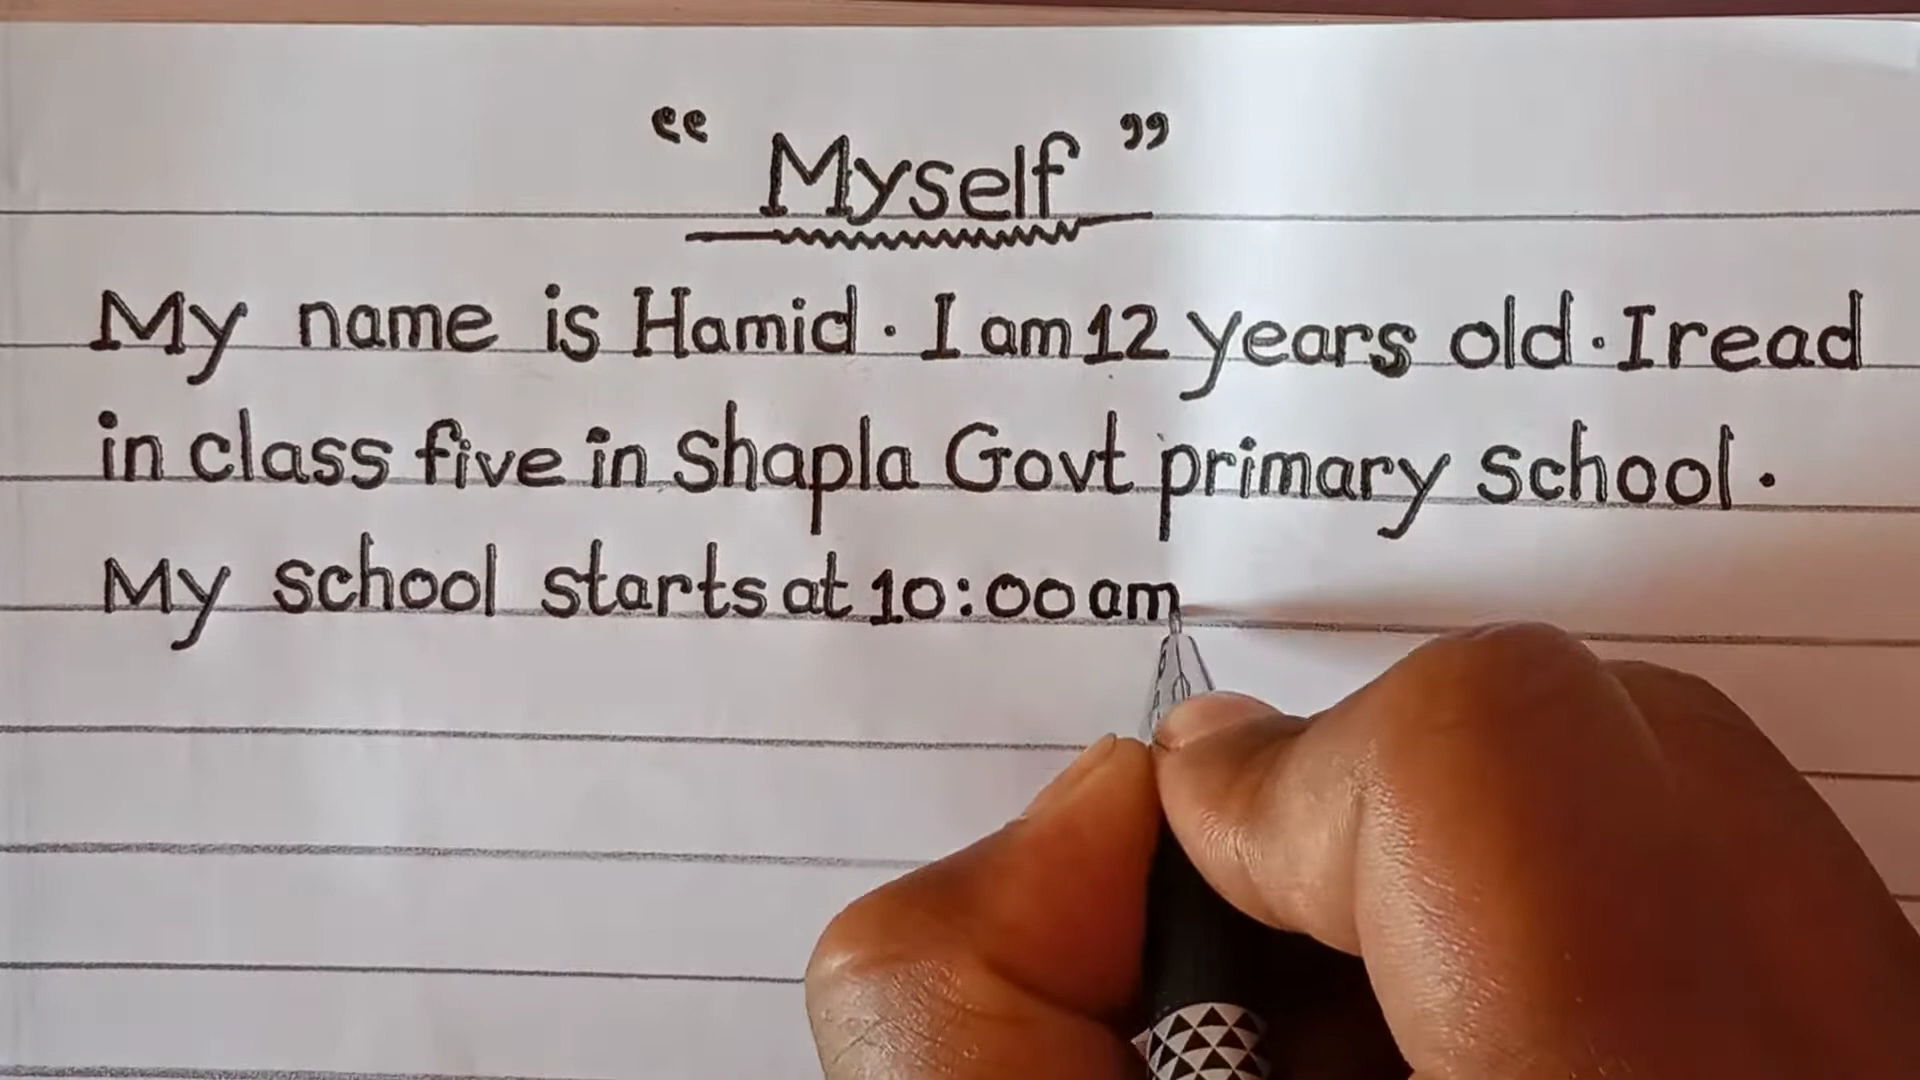 “ Myself ”
My name is Hamid. I am 12 years old. I read
in class five in shapla Govt primary school.
My school starts at 10:00 am